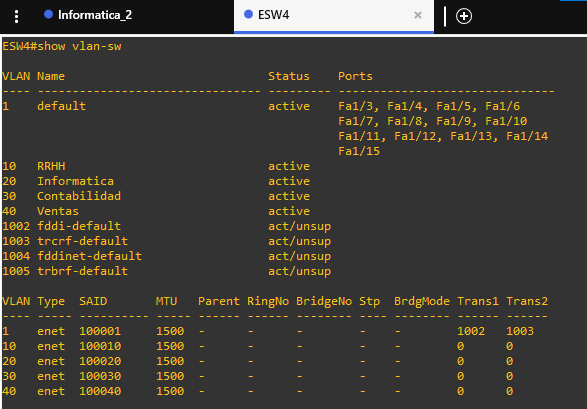 Informatica_2 ESW4
ESW4#show vlan-sw
VLAN Name Status Ports
---- -------------------------------- --------- -------------------------------
1 default active Fa1/3, Fa1/4, Fa1/5, Fa1/6
Fa1/7, Fa1/8, Fa1/9, Fa1/10
Fa1/11, Fa1/12, Fa1/13, Fa1/14
Fa1/15
10 RRHH active
20 Informatica active
30 Contabilidad active
40 Ventas active
1002 fddi-default act/unsup
1003 trcrf-default act/unsup
1004 fddinet-default act/unsup
1005 trbrf-default act/unsup
VLAN Type SAID MTU Parent RingNo BridgeNo Stp BrdgMode Trans1 Trans2
---- ----- ---------- ----- ------ ------ -------- ---- -------- ------ ------
1 enet 100001 1500 - - - - - 1002 1003
10 enet 100010 1500 - - - - - 0 0
20 enet 100020 1500 - - - - - 0 0
30 enet 100030 1500 - - - - - 0 0
40 enet 100040 1500 - - - - - 0 0